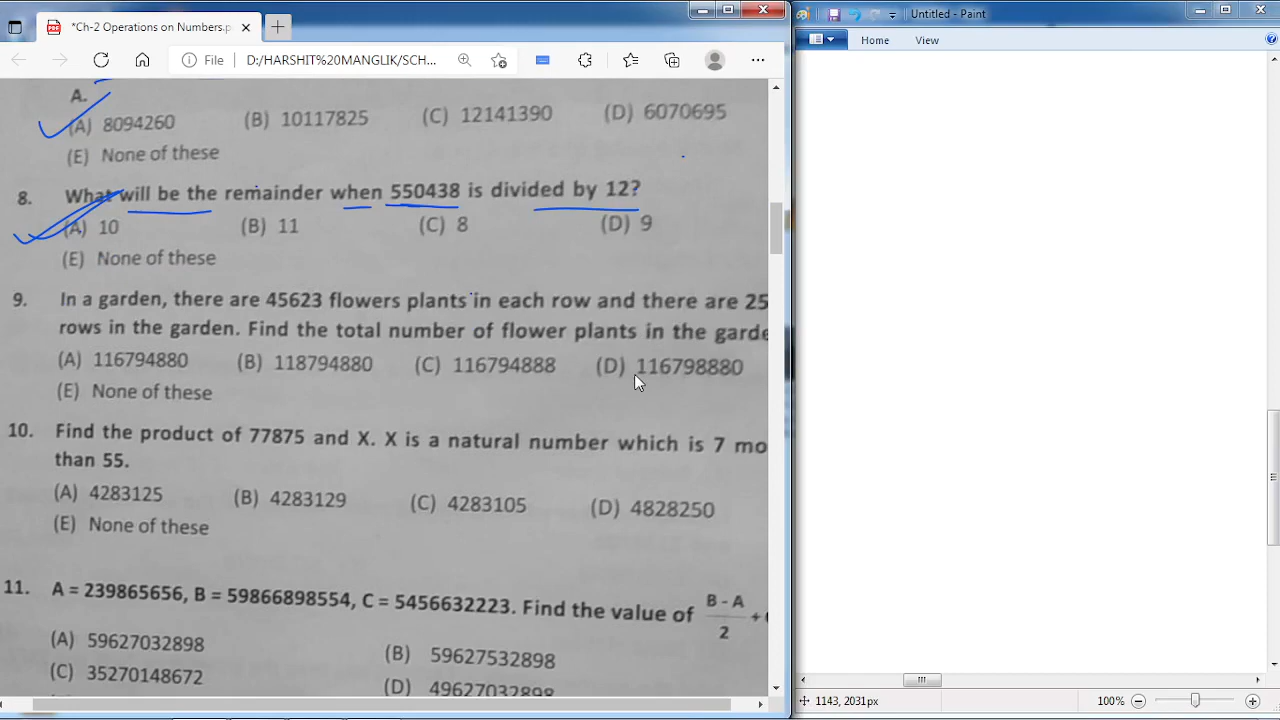 *Ch-2 Operations on Numbers.p
Untitled - Paint
File
D:/HARSHIT%20MANGLIK/SCH...
Home
View
A.
(A) 8094260
(B) 10117825
(C) 12141390
(D) 6070695
(E) None of these
8. What will be the remainder when 550438 is divided by 12?
(A) 10
(B) 11
(C) 8
(D) 9
(E) None of these
9. In a garden, there are 45623 flowers plants in each row and there are 25
rows in the garden. Find the total number of flower plants in the garde
(A) 116794880
(B) 118794880
(C) 116794888
(D) 116798880
(E) None of these
10. Find the product of 77875 and X. X is a natural number which is 7 mo
than 55.
(A) 4283125
(B) 4283129
(C) 4283105
(D) 4828250
(E) None of these
11. A = 239865656, B = 59866898554, C = 5456632223. Find the value of B - A / 2 +
(A) 59627032898
(B) 59627532898
(C) 35270148672
(D) 49627032898
1143, 2031px
100%